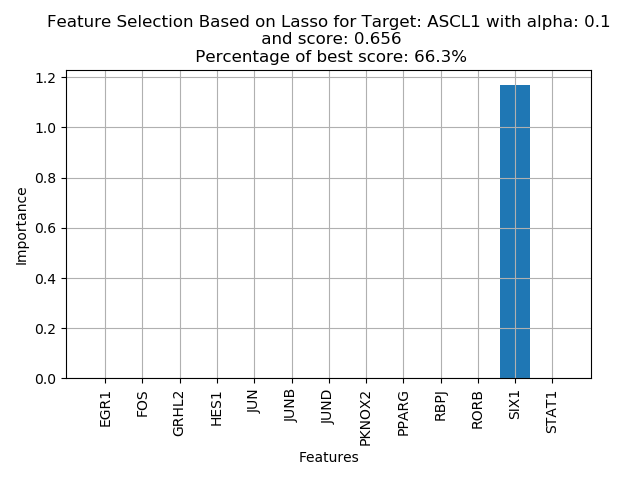 Feature Selection Based on Lasso for Target: ASCL1 with alpha: 0.1
and score: 0.656
Percentage of best score: 66.3%
1.2
1.0
0.8
0.6
0.4
0.2
0.0
Importance
EGR1
FOS
GRHL2
HES1
JUN
JUNB
JUND
PKNOX2
PPARG
RBPJ
RORB
SIX1
STAT1
Features